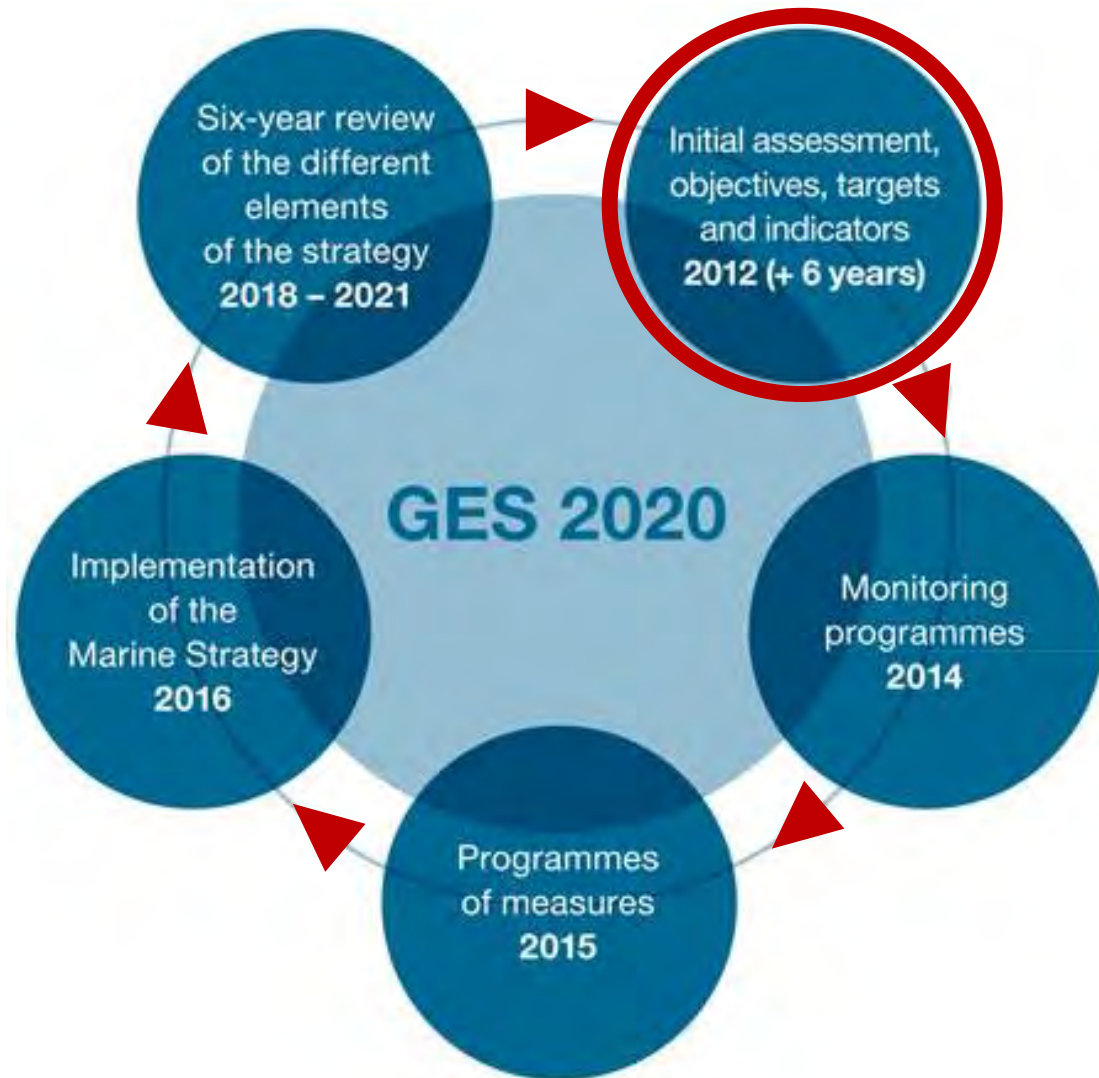 Six-year review
of the different
elements
of the strategy
2018 – 2021
Initial assessment,
objectives, targets
and indicators
2012 (+ 6 years)
GES 2020
Implementation
of the
Marine Strategy
2016
Monitoring
programmes
2014
Programmes
of measures
2015